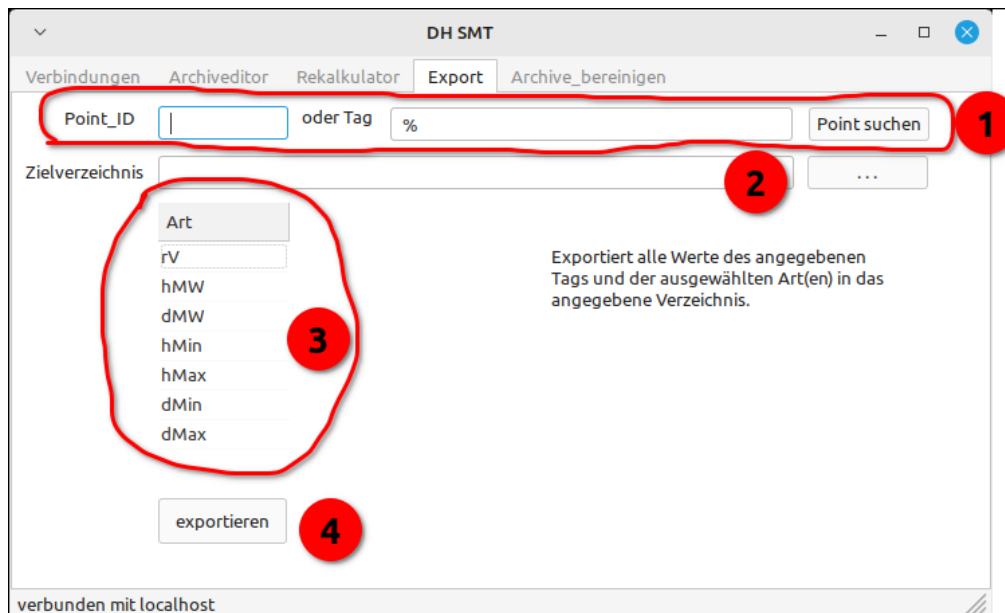 DH SMT
Verbindungen Archiveditor Rekalkulator Export Archive_bereinigen
Point_ID oder Tag % Point suchen 1
Zielverzeichnis 2 ...
Art
rV
hMW
dMW
hMin
hMax
dMin
dMax
3
Exportiert alle Werte des angegebenen
Tags und der ausgewählten Art(en) in das
angegebene Verzeichnis.
exportieren 4
verbunden mit localhost